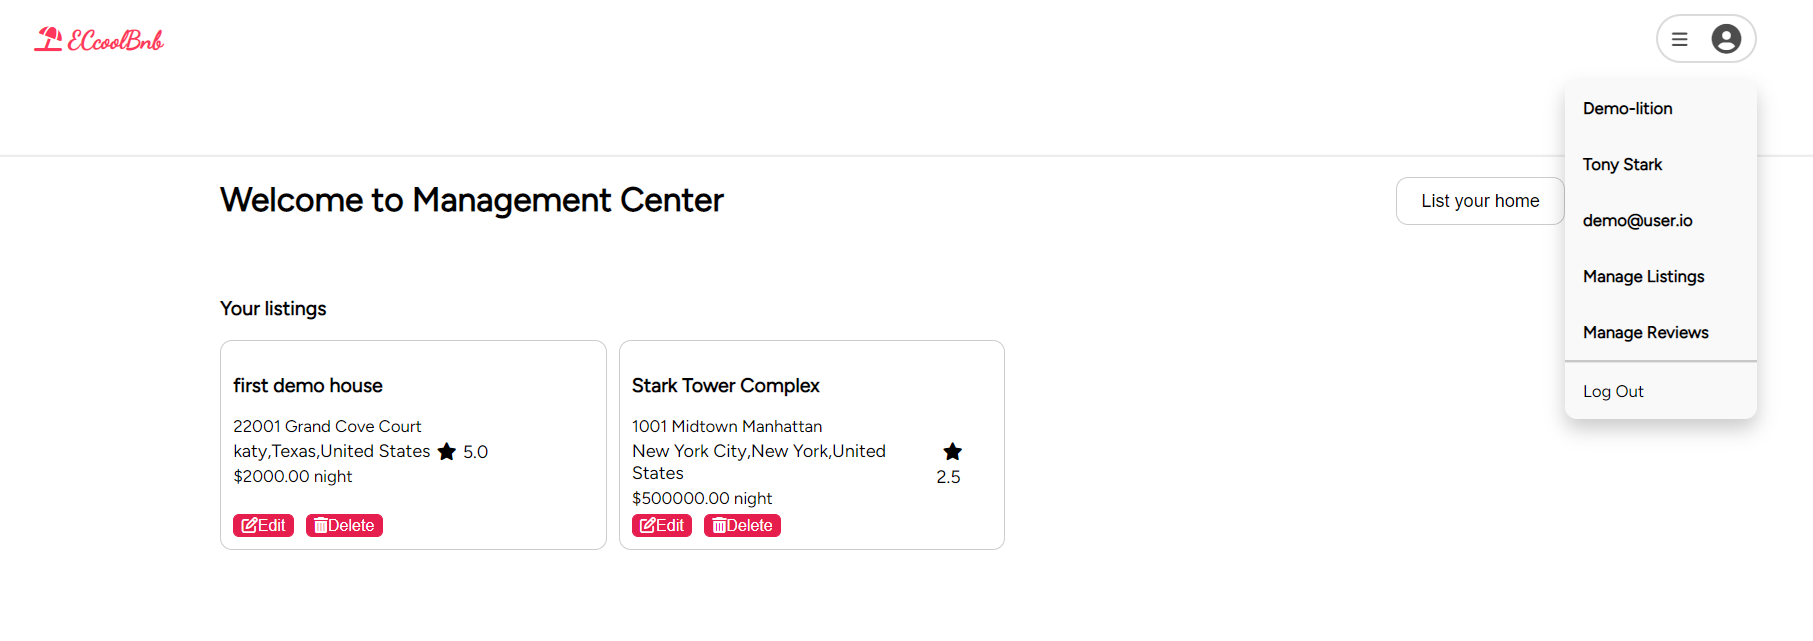 ECcoolBnb
Demo-lition
Tony Stark
demo@user.io
Manage Listings
Manage Reviews
Log Out
Welcome to Management Center
List your home
Your listings
first demo house
22001 Grand Cove Court
katy,Texas,United States 5.0
$2000.00 night
Edit Delete
Stark Tower Complex
1001 Midtown Manhattan
New York City,New York,United
States
2.5
$500000.00 night
Edit Delete